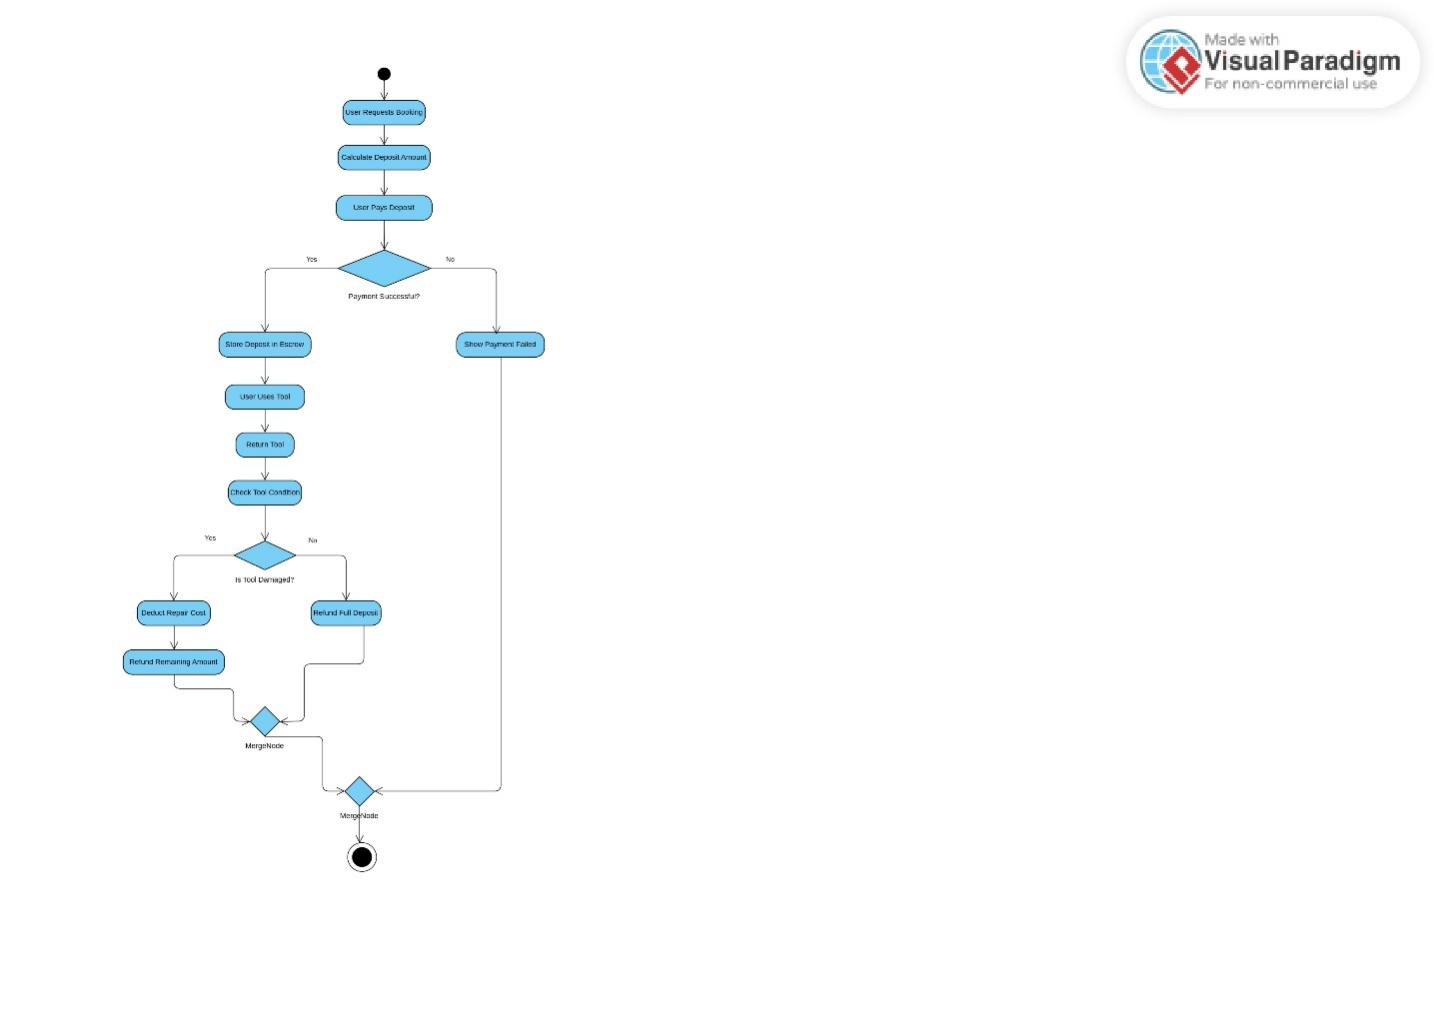 Made with
Visual Paradigm
For non-commercial use
User Requests Booking
Calculate Deposit Amount
User Pays Deposit
Yes
No
Payment Successful?
Store Deposit in Escrow
Show Payment Failed
User Uses Tool
Return Tool
Check Tool Condition
Yes
No
Is Tool Damaged?
Deduct Repair Cost
Refund Full Deposit
Refund Remaining Amount
MergeNode
MergeNode